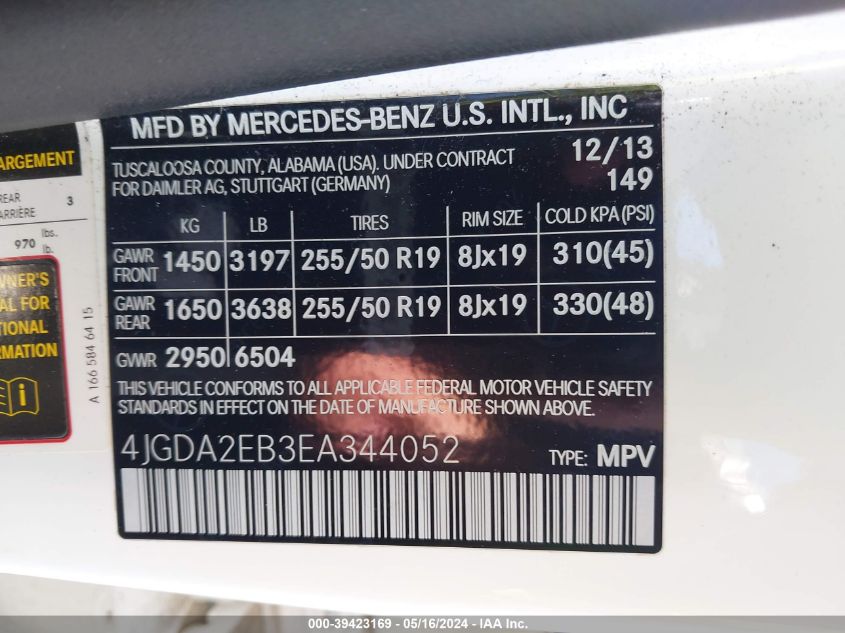 MFD BY MERCEDES-BENZ U.S. INTL., INC
TUSCALOOSA COUNTY, ALABAMA (USA). UNDER CONTRACT
FOR DAIMLER AG, STUTTGART (GERMANY)
12/13
149
KG LB TIRES RIM SIZE COLD KPA(PSI)
GAWR FRONT 1450 3197 255/50 R19 8Jx19 310(45)
GAWR REAR 1650 3638 255/50 R19 8Jx19 330(48)
GVWR 2950 6504
THIS VEHICLE CONFORMS TO ALL APPLICABLE FEDERAL MOTOR VEHICLE SAFETY
STANDARDS IN EFFECT ON THE DATE OF MANUFACTURE SHOWN ABOVE.
4JGDA2EB3EA344052 TYPE: MPV
ARGEMENT
REAR
ARRIÈRE 3
970 lbs.
lb.
WNER'S
AL FOR
TIONAL
RMATION
A 166 584 64 15
000-39423169 - 05/16/2024 - IAA Inc.